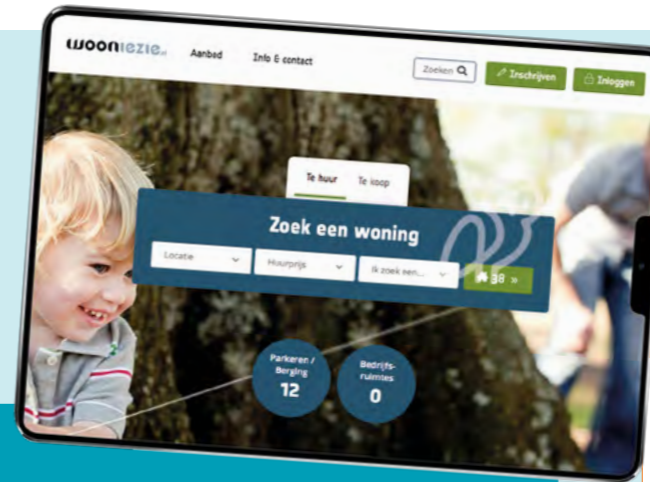 wooniezie.nl
Aanbod Info & contact Zoeken Inschrijven Inloggen
Te huur Te koop
Zoek een woning
Locatie Huurprijs Ik zoek een... 38 »
Parkeren /
Berging
12
Bedrijfs-
ruimtes
0